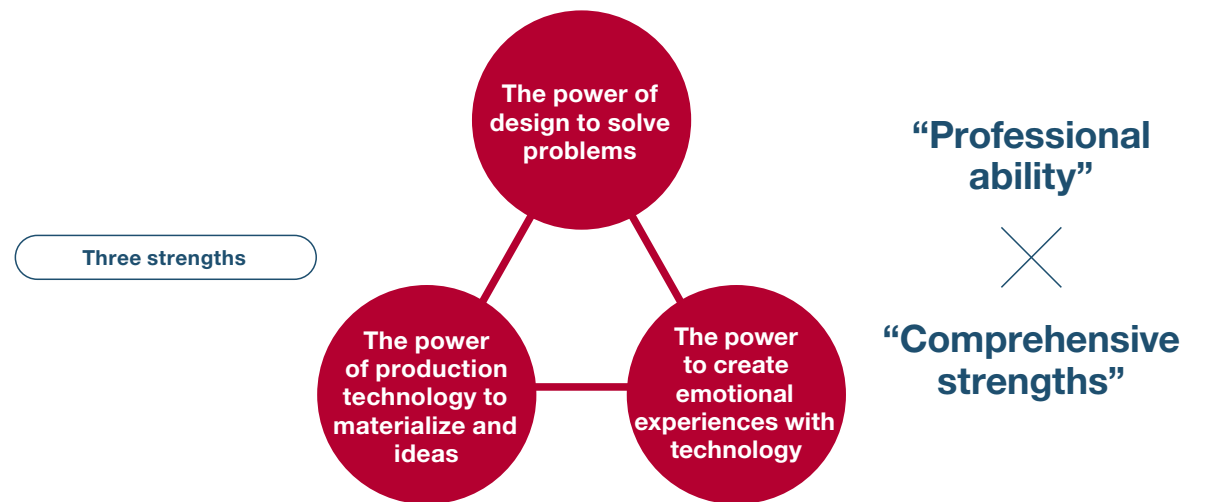 Three strengths
The power of
design to solve
problems
The power
of production
technology to
materialize and
ideas
The power
to create
emotional
experiences with
technology
“Professional
ability”
“Comprehensive
strengths”